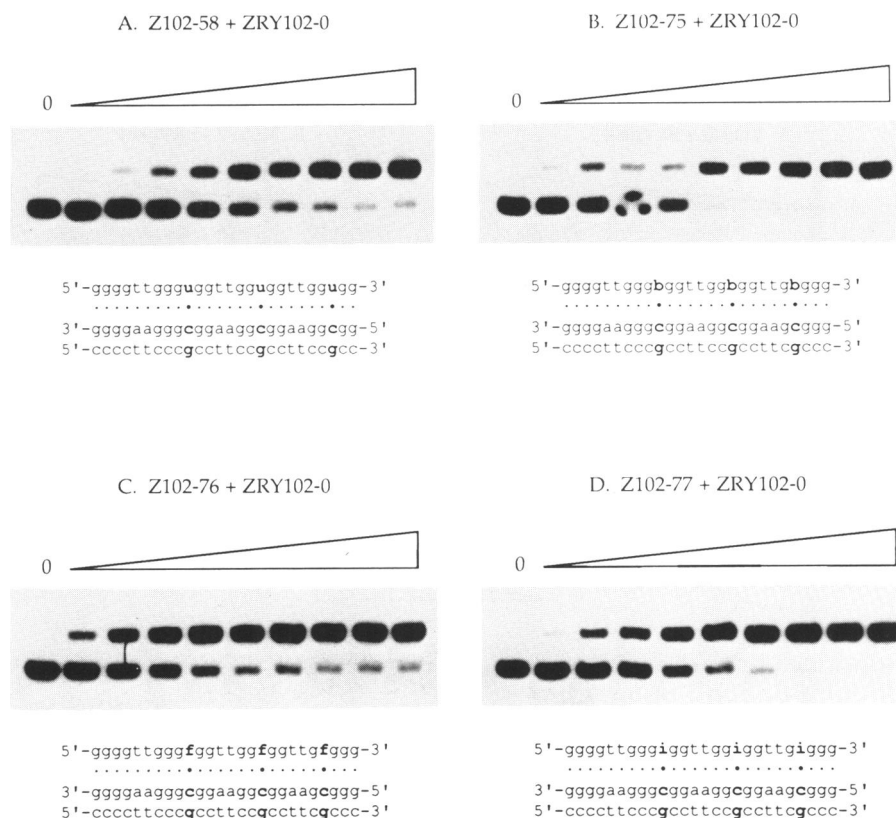 A. Z102-58 + ZRY102-0
0
5'-ggggttggguggttgguggttggugg-3'
3'-ggggaagggcggaaggcggaaggcgg-5'
5'-ccccttcccgccttccgccttccgcc-3'
B. Z102-75 + ZRY102-0
0
5'-ggggttgggbggttggbggttgbggg-3'
3'-ggggaagggcggaaggcggaagcggg-5'
5'-ccccttcccgccttccgccttcgccc-3'
C. Z102-76 + ZRY102-0
0
5'-ggggttgggfggttggfggttgfggg-3'
3'-ggggaagggcggaaggcggaagcggg-5'
5'-ccccttcccgccttccgccttcgccc-3'
D. Z102-77 + ZRY102-0
0
5'-ggggttgggiggttggiggttgiggg-3'
3'-ggggaagggcggaaggcggaagcggg-5'
5'-ccccttcccgccttccgccttcgccc-3'